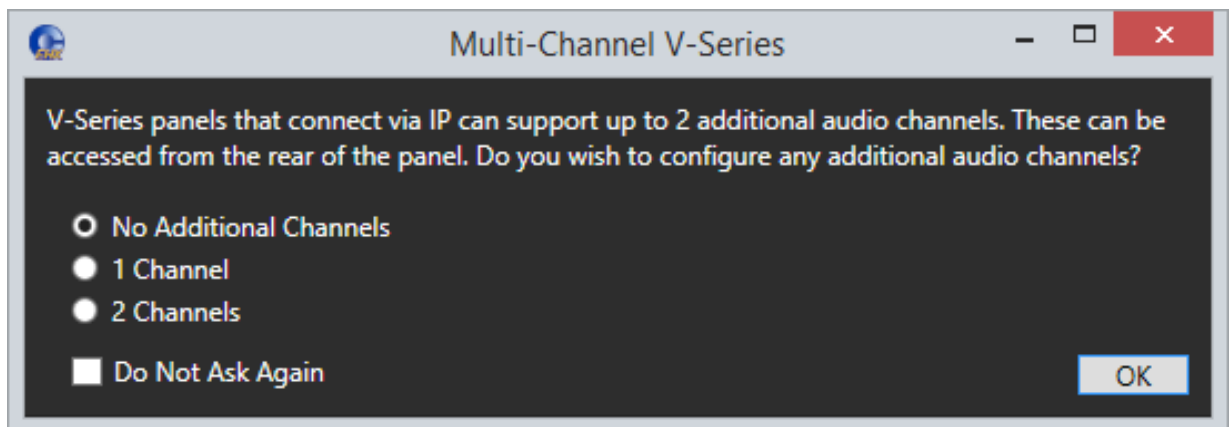 Multi-Channel V-Series
V-Series panels that connect via IP can support up to 2 additional audio channels. These can be
accessed from the rear of the panel. Do you wish to configure any additional audio channels?
No Additional Channels
1 Channel
2 Channels
Do Not Ask Again
OK